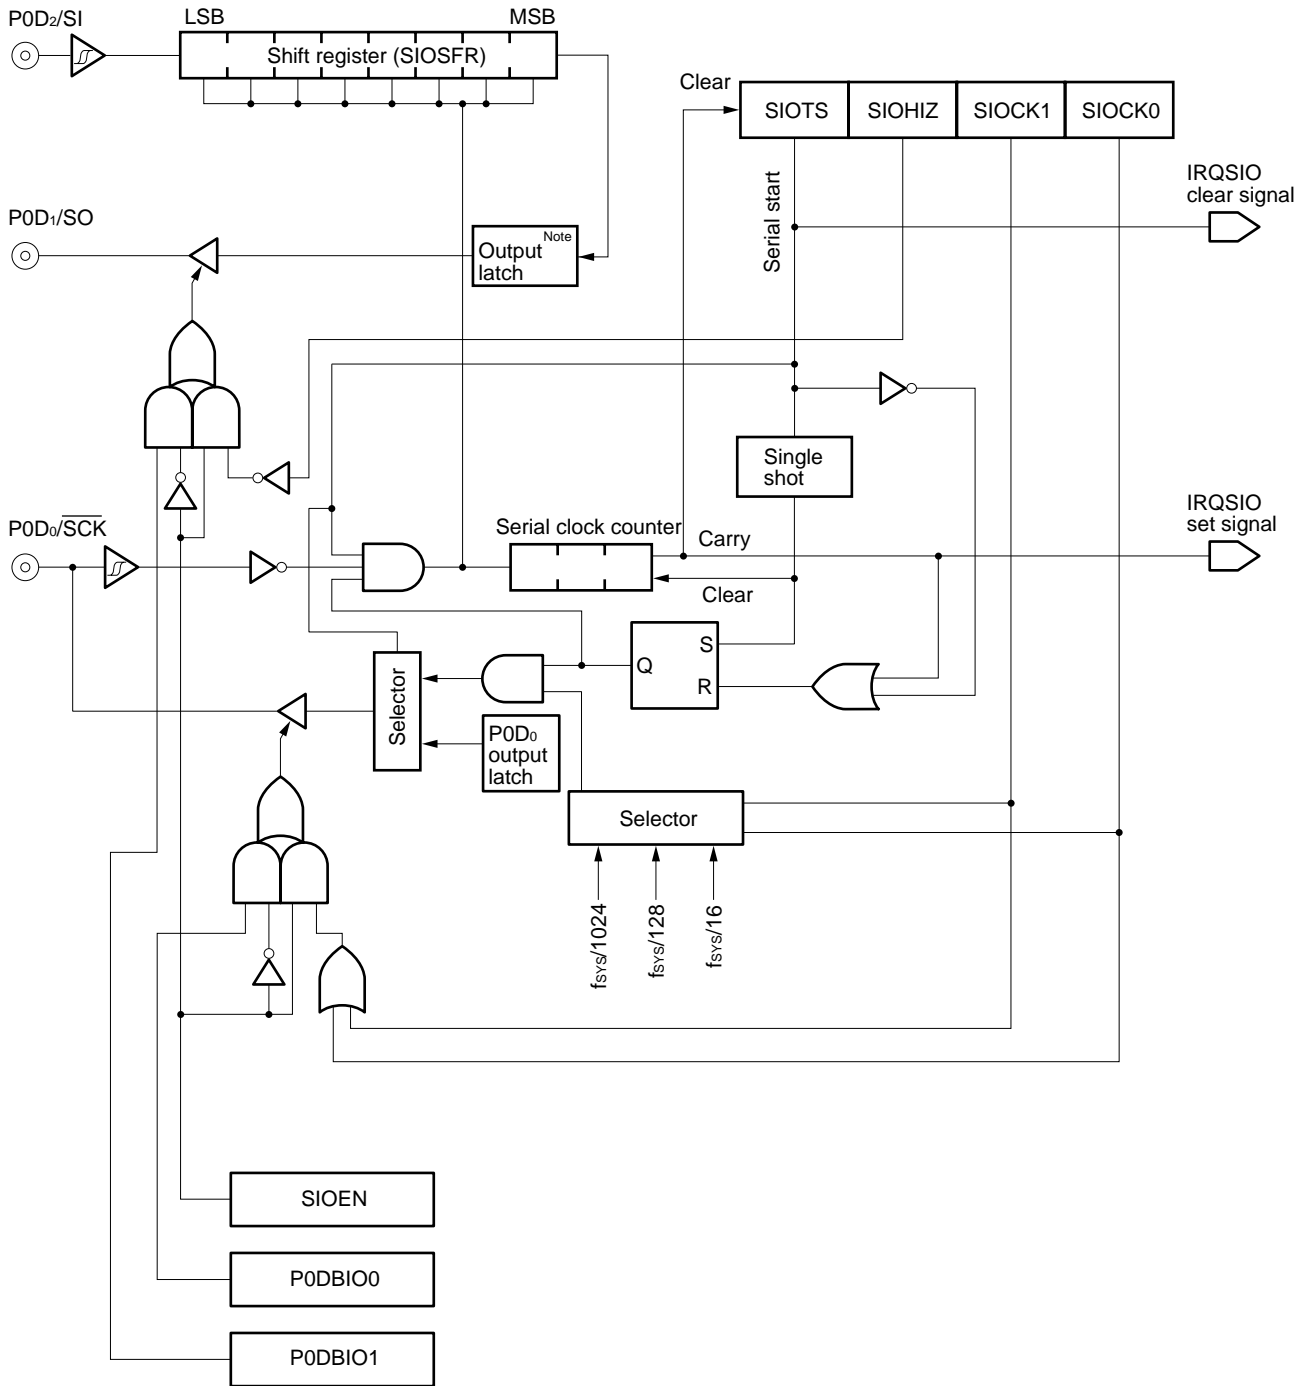 P0D₂/SI
LSB
MSB
Shift register (SIOSFR)
Clear
SIOTS
SIOHIZ
SIOCK1
SIOCK0
Serial start
IRQSIO
clear signal
P0D₁/SO
Note
Output
latch
Single
shot
P0D₀/S̅C̅K̅
Serial clock counter
Carry
Clear
IRQSIO
set signal
S
Q
R
Selector
P0D₀
output
latch
Selector
fSYS/1024
fSYS/128
fSYS/16
SIOEN
P0DBIO0
P0DBIO1